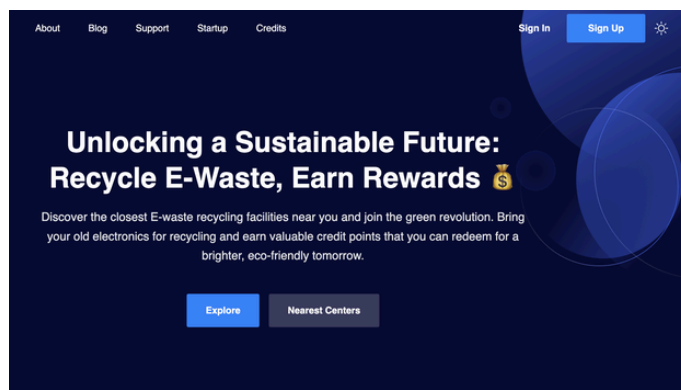 About Blog Support Startup Credits Sign In Sign Up
Unlocking a Sustainable Future:
Recycle E-Waste, Earn Rewards 💰
Discover the closest E-waste recycling facilities near you and join the green revolution. Bring
your old electronics for recycling and earn valuable credit points that you can redeem for a
brighter, eco-friendly tomorrow.
Explore Nearest Centers